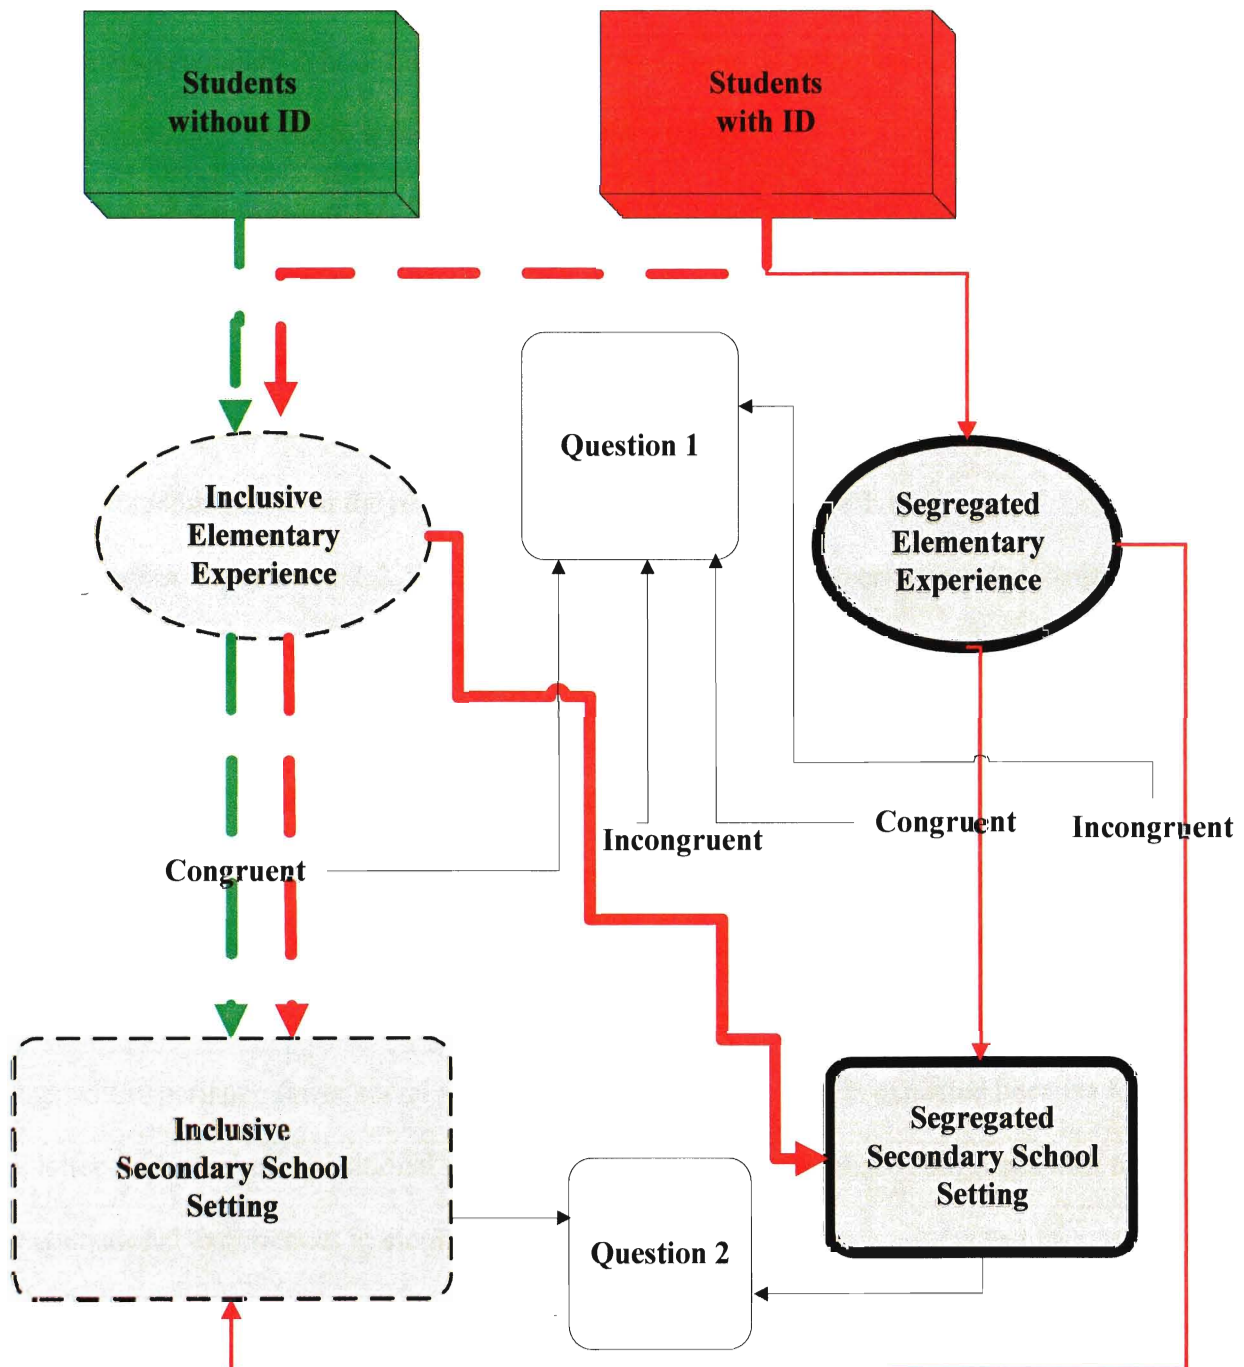 Students
without ID
Students
with ID
Question 1
Inclusive
Elementary
Experience
Segregated
Elementary
Experience
Congruent
Incongruent
Congruent
Incongruent
Inclusive
Secondary School
Setting
Segregated
Secondary School
Setting
Question 2